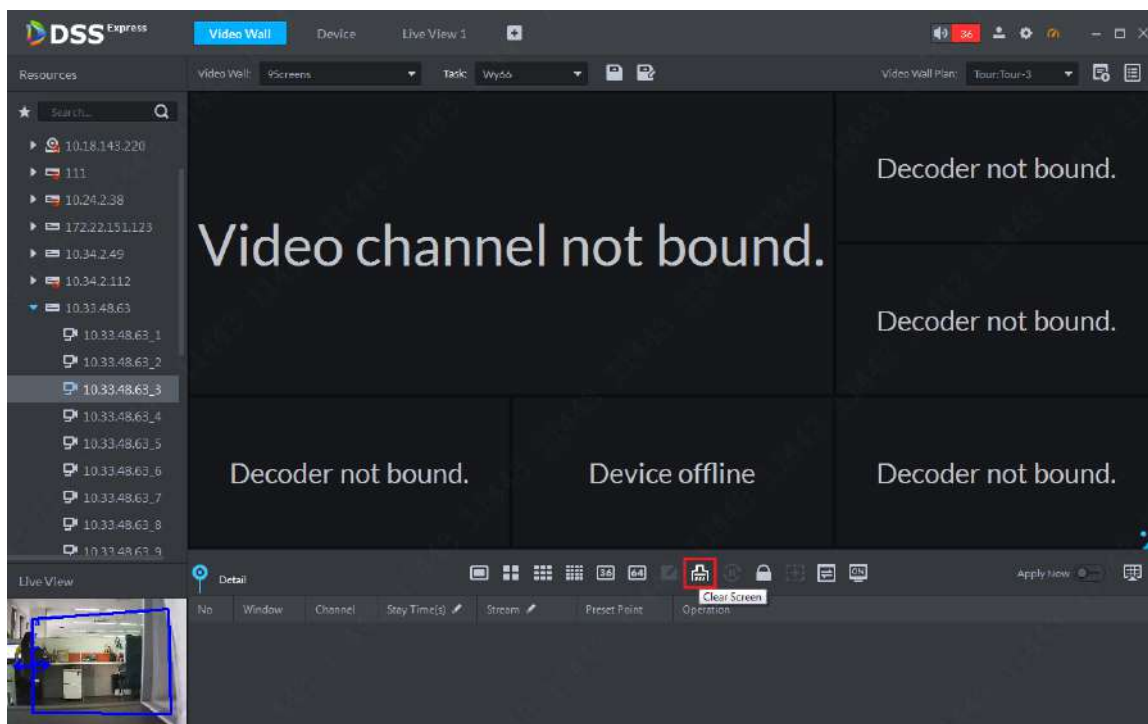 DSS Express
Video Wall
Device
Live View 1
36
Resources
Video Wall:
9Screens
Task:
Wy66
Video Wall Plan:
Tour:Tour-3
Search...
10.18.143.220
111
10.24.2.38
172.22.151.123
10.34.2.49
10.34.2.112
10.33.48.63
10.33.48.63_1
10.33.48.63_2
10.33.48.63_3
10.33.48.63_4
10.33.48.63_5
10.33.48.63_6
10.33.48.63_7
10.33.48.63_8
10.33.48.63_9
Video channel not bound.
Decoder not bound.
Decoder not bound.
Decoder not bound.
Device offline
Decoder not bound.
Live View
Detail
36
64
ON
Apply Now
Clear Screen
No Window Channel Stay Time(s) Stream Preset Point Operation